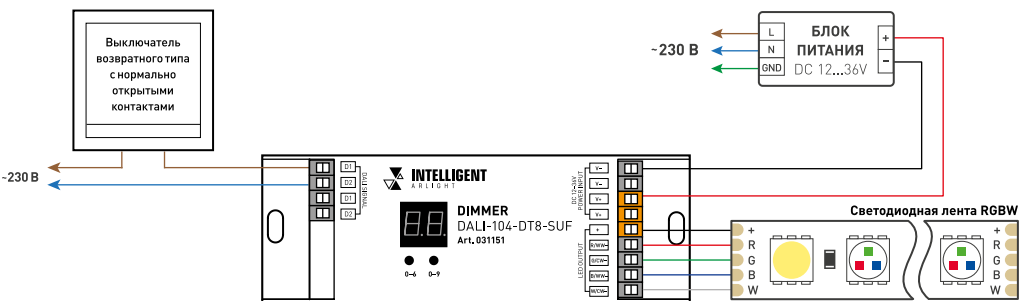 Выключатель
возвратного типа
с нормально
открытыми
контактами
~230 В
L
N
GND
БЛОК
ПИТАНИЯ
DC 12...36V
+
−
~230 В
D1
D2
D1
D2
DALI SIGNAL
INTELLIGENT
ARLIGHT
DIMMER
DALI-104-DT8-SUF
Art. 031151
0-6
0-9
DC 12-36V
POWER INPUT
V-
V-
V+
V+
LED OUTPUT
+
R/WW-
G/CW-
B/WW-
W/CW-
Светодиодная лента RGBW
+
R
G
B
W
+
R
G
B
W